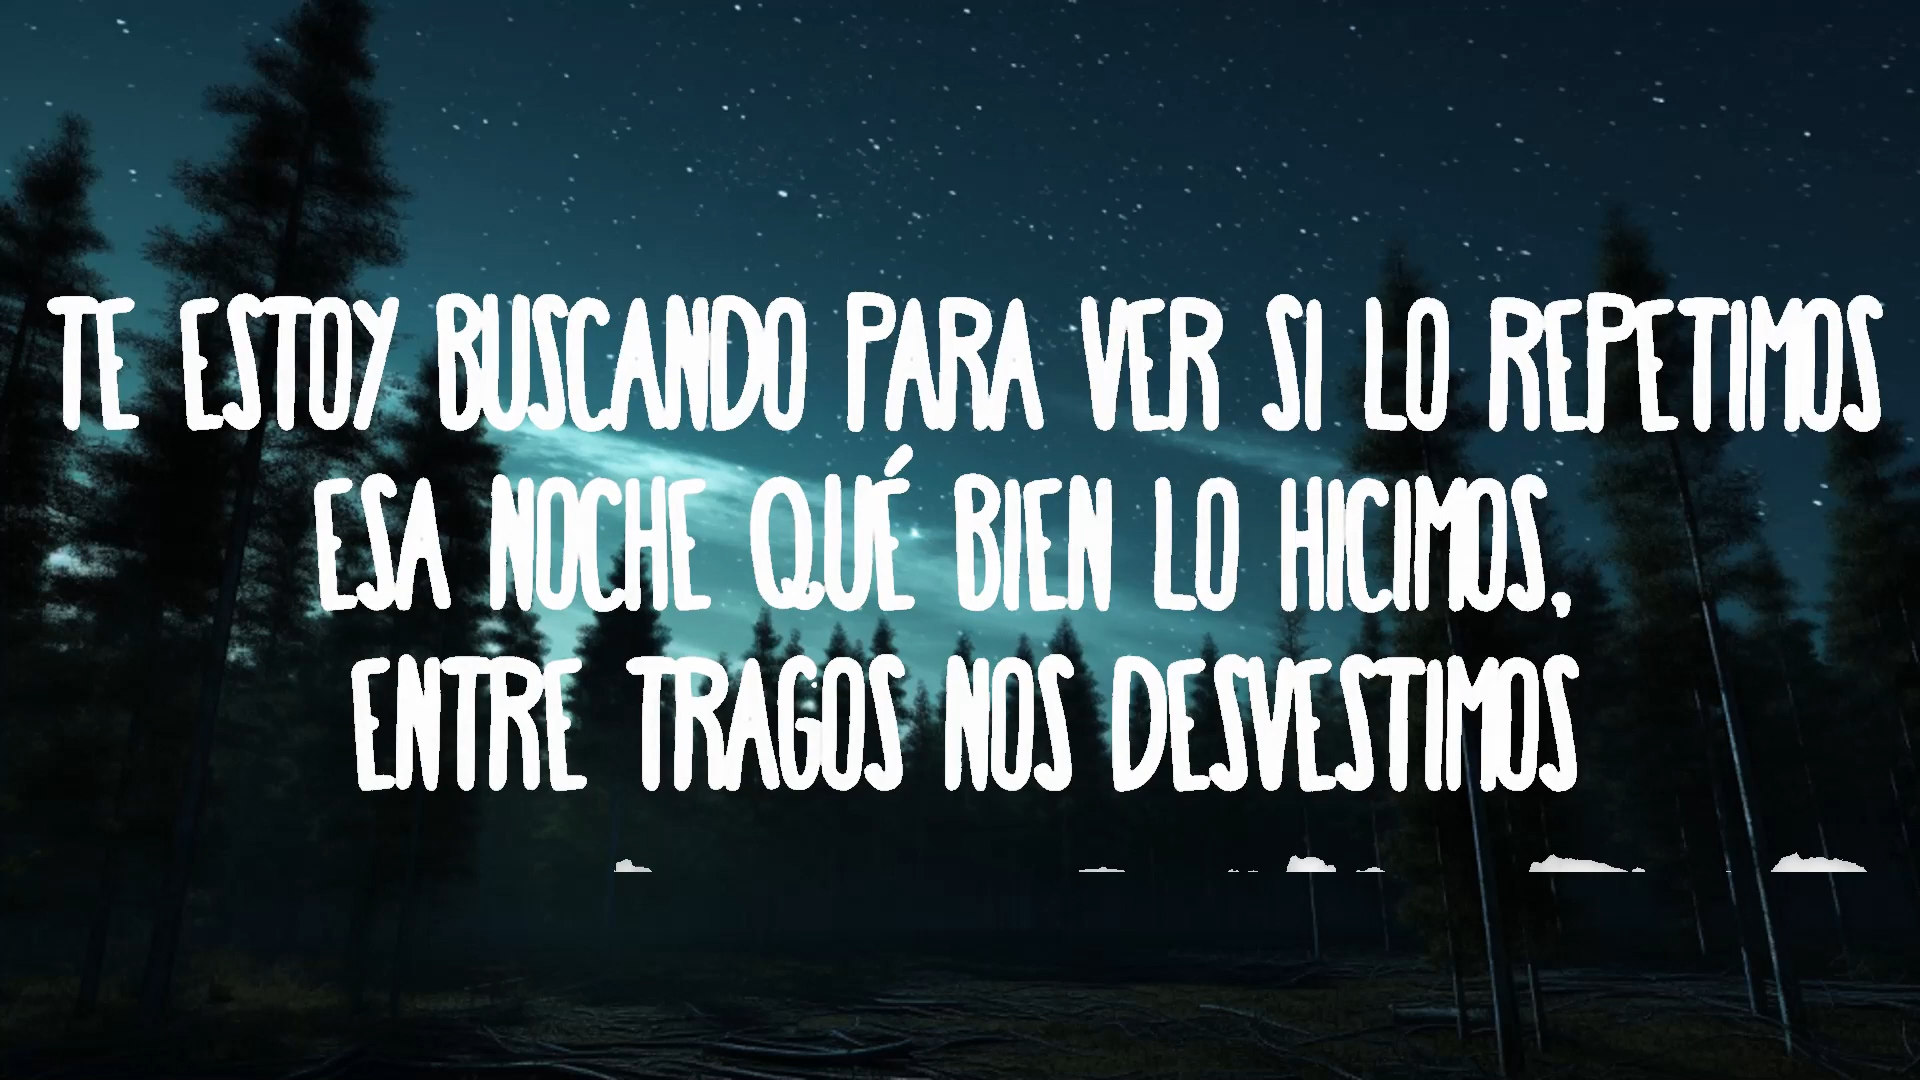 TE ESTOY BUSCANDO PARA VER SI LO REPETIMOS
ESA NOCHE QUÉ BIEN LO HICIMOS,
ENTRE TRAGOS NOS DESVESTIMOS